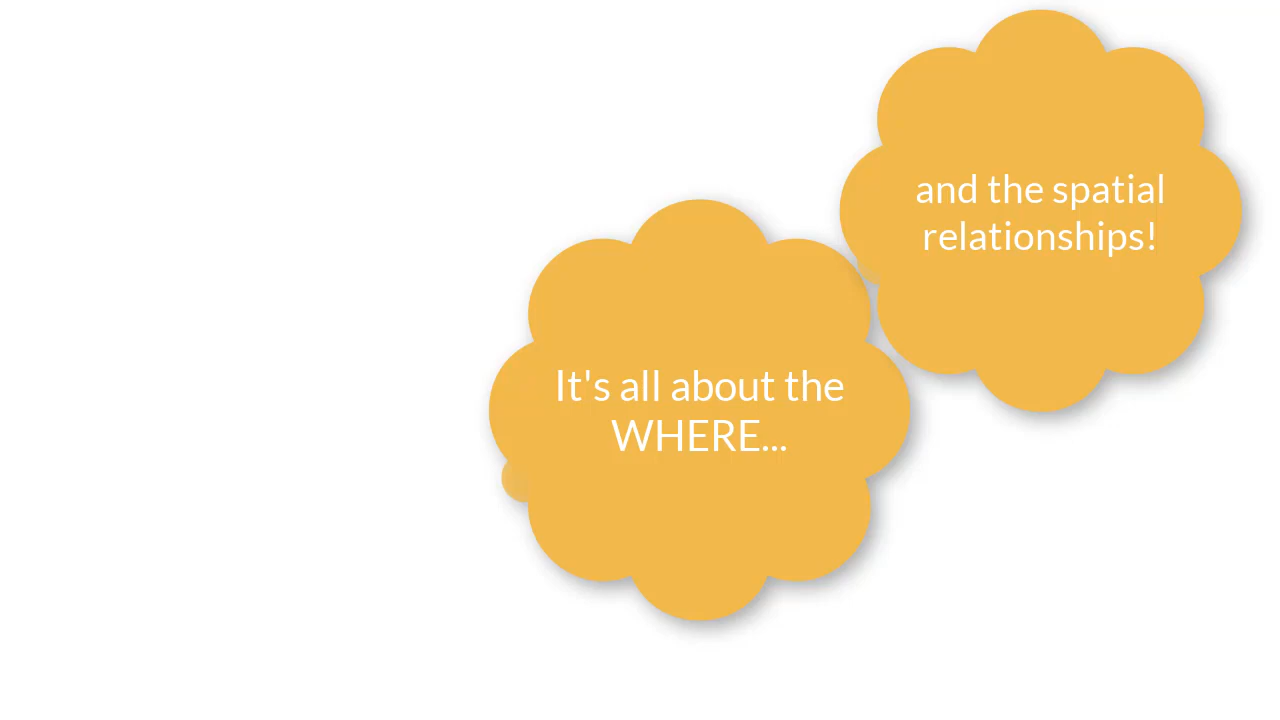 It's all about the
WHERE...
and the spatial
relationships!